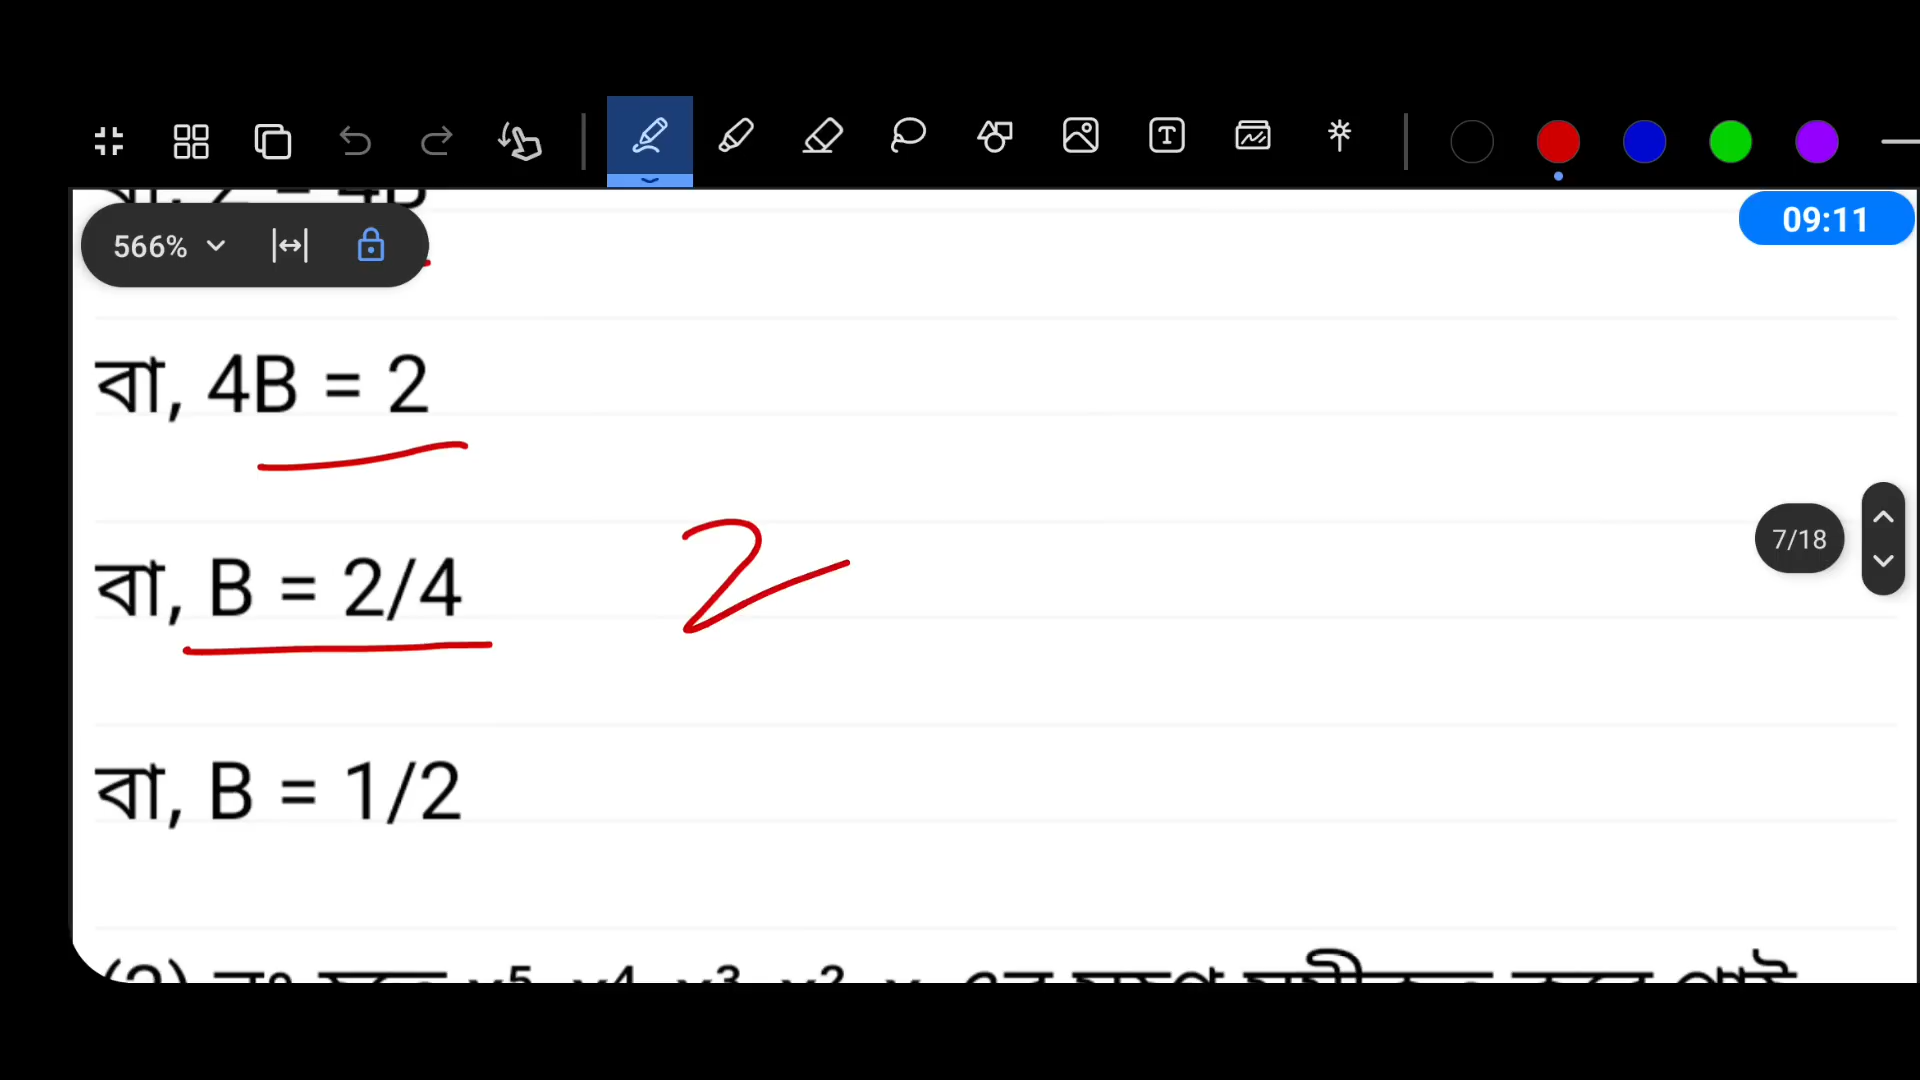 566%
09:11
বা, 4B = 2
বা, B = 2/4
2
7/18
বা, B = 1/2